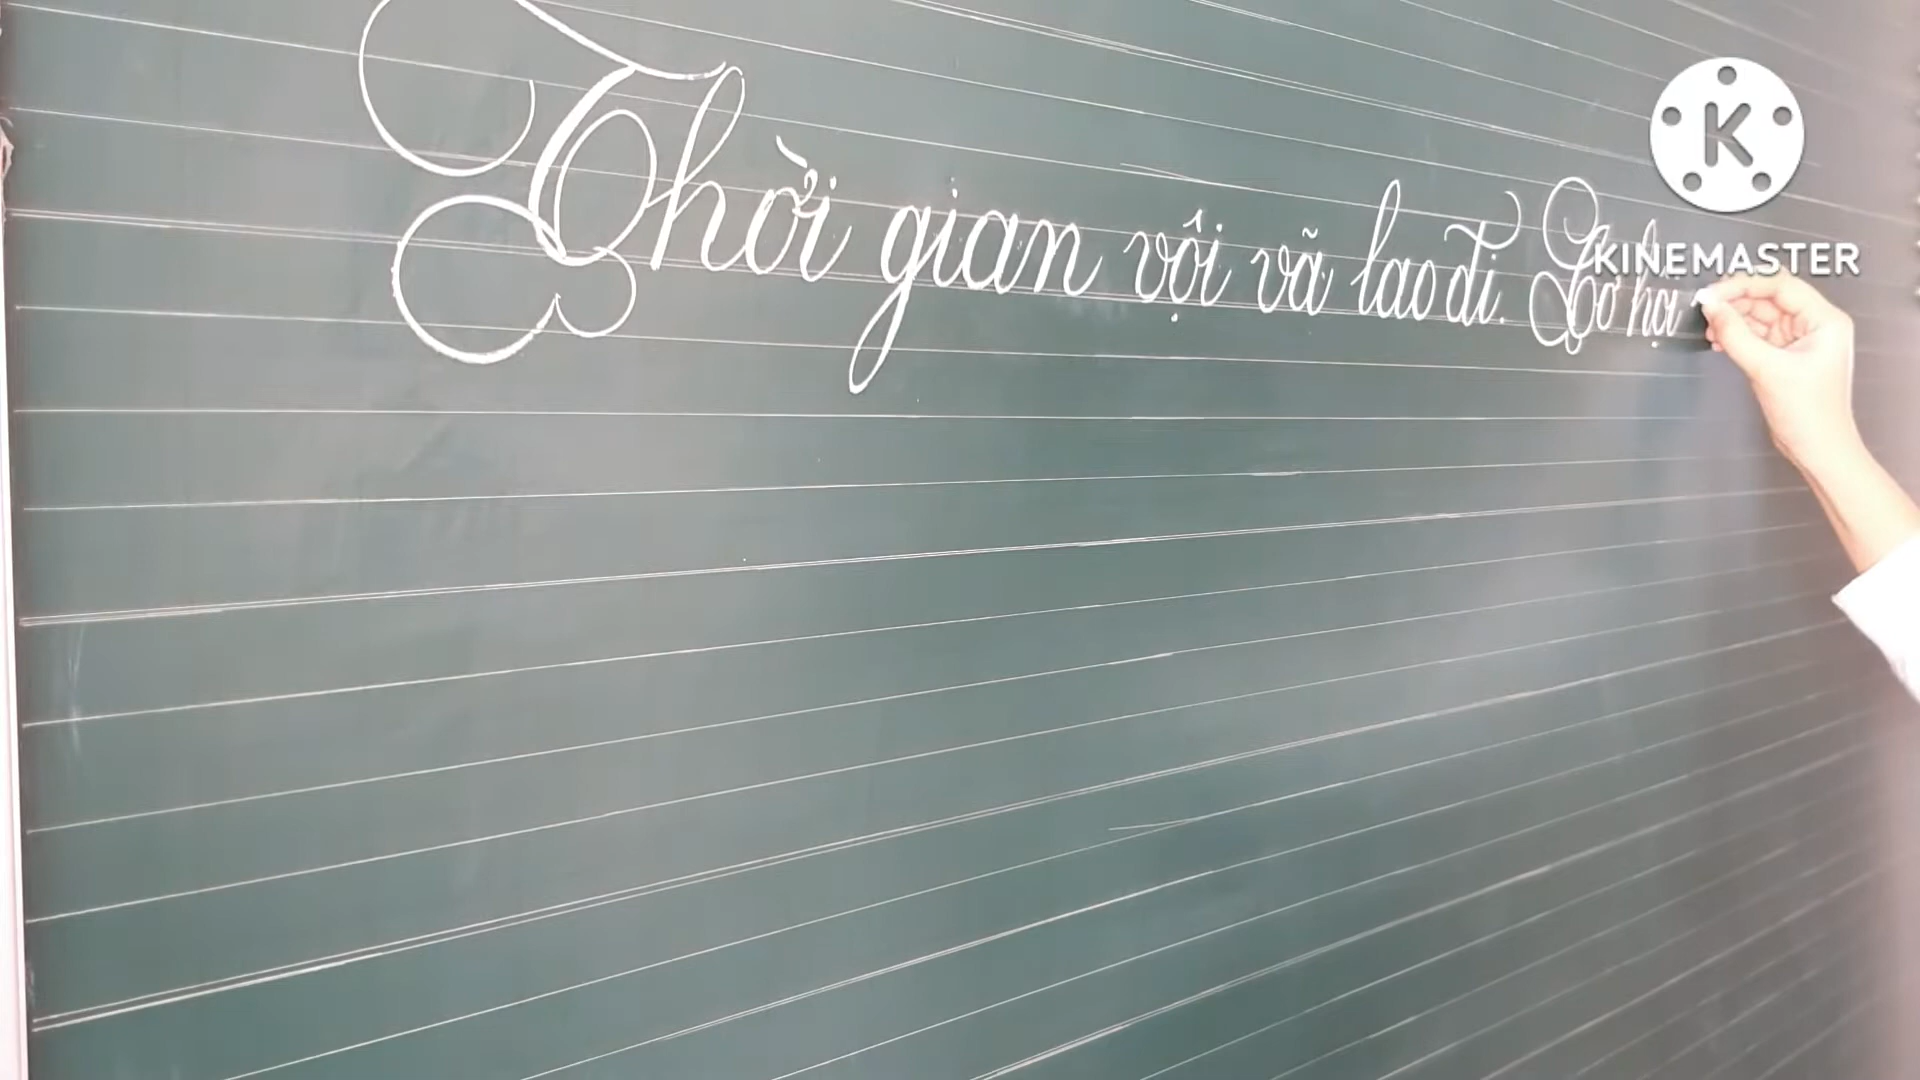 Thời gian vội vã lao đi. Cơ hội
KINEMASTER